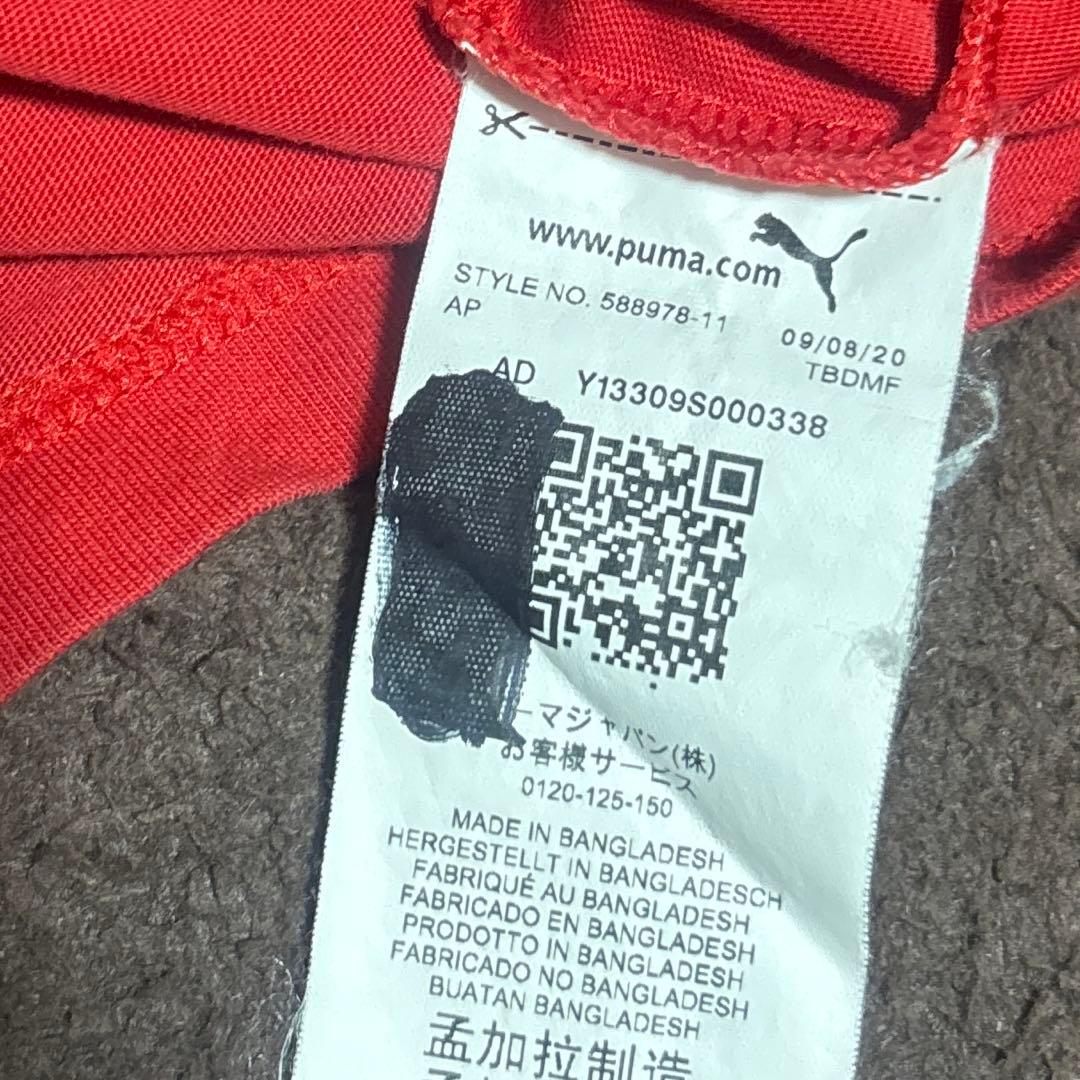 www.puma.com
STYLE NO. 588978-11
AP
09/08/20
TBDMF
AD Y13309S000338
ーマジャパン(株)
お客様サービス
0120-125-150
MADE IN BANGLADESH
HERGESTELLT IN BANGLADESCH
FABRIQUÉ AU BANGLADESH
FABRICADO EN BANGLADESH
PRODOTTO IN BANGLADESH
FABRICADO NO BANGLADESH
BUATAN BANGLADESH
孟加拉制造